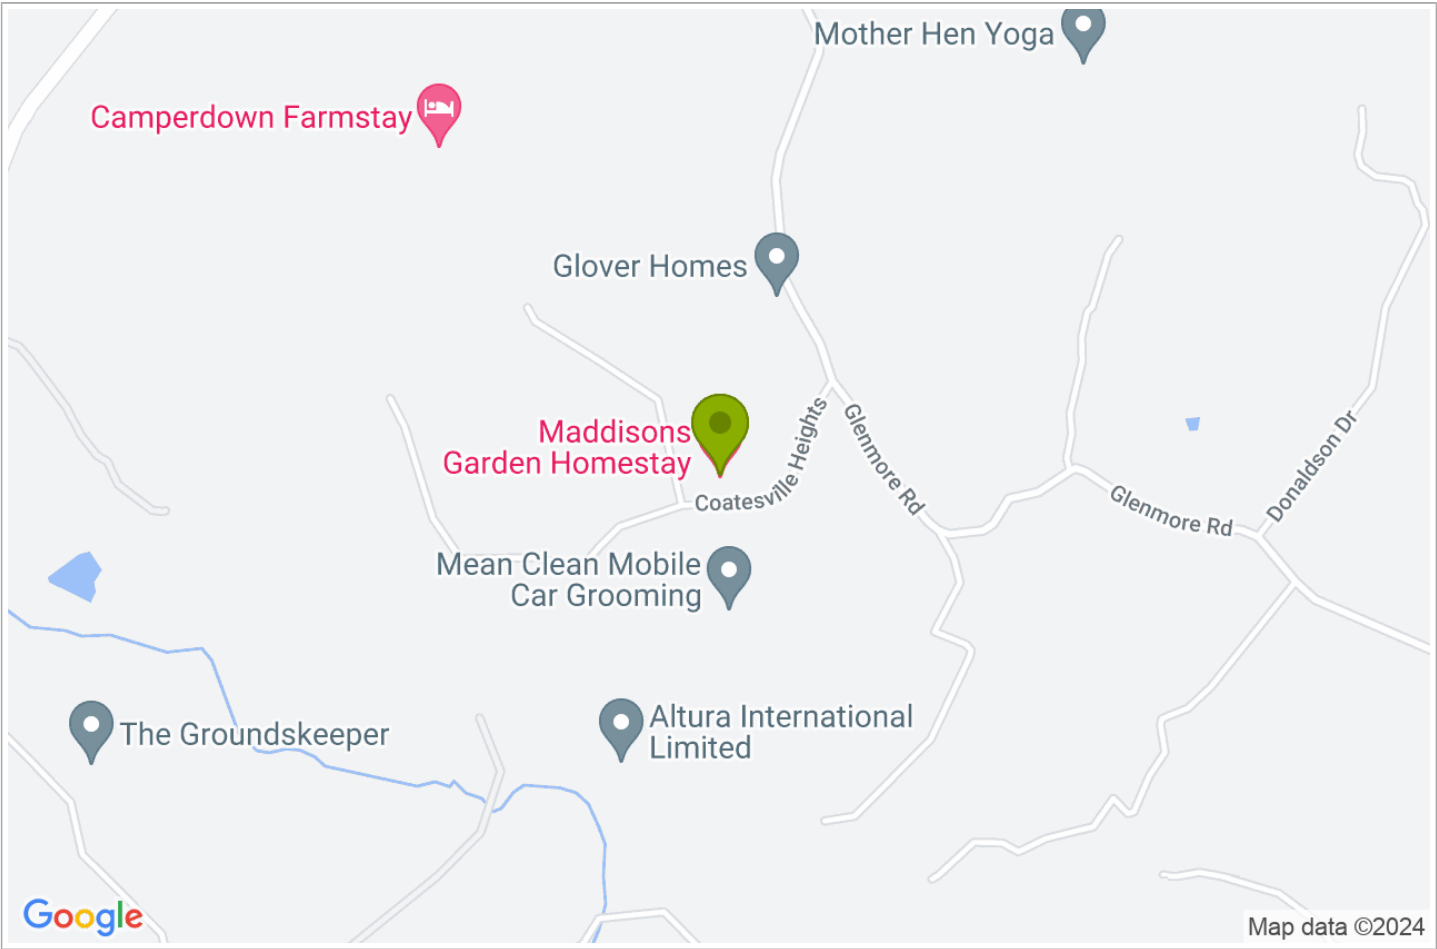 Mother Hen Yoga
Camperdown Farmstay
Glover Homes
Maddisons
Garden Homestay
Coatesville Heights
Glenmore Rd
Glenmore Rd
Donaldson Dr
Mean Clean Mobile
Car Grooming
Altura International
Limited
The Groundskeeper
Google
Map data ©2024